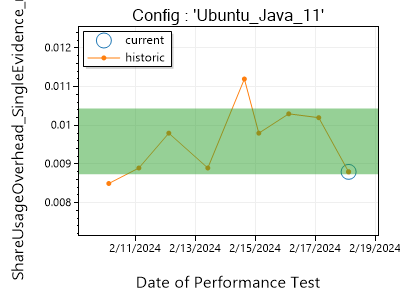 Config : 'Ubuntu_Java_11'
current
historic
0.012
0.011
0.01
0.009
0.008
2/11/2024
2/13/2024
2/15/2024
2/17/2024
2/19/2024
Date of Performance Test
ShareUsageOverhead_SingleEvidence_